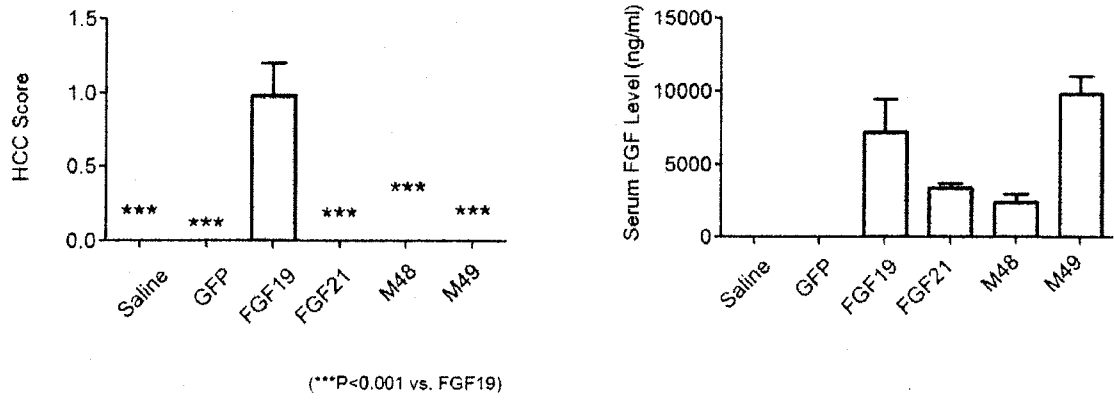 HCC Score
1.5
1.0
0.5
0.0
***
***
***
***
***
Saline
GFP
FGF19
FGF21
M48
M49
(***P<0.001 vs. FGF19)
Serum FGF Level (ng/ml)
15000
10000
5000
0
Saline
GFP
FGF19
FGF21
M48
M49